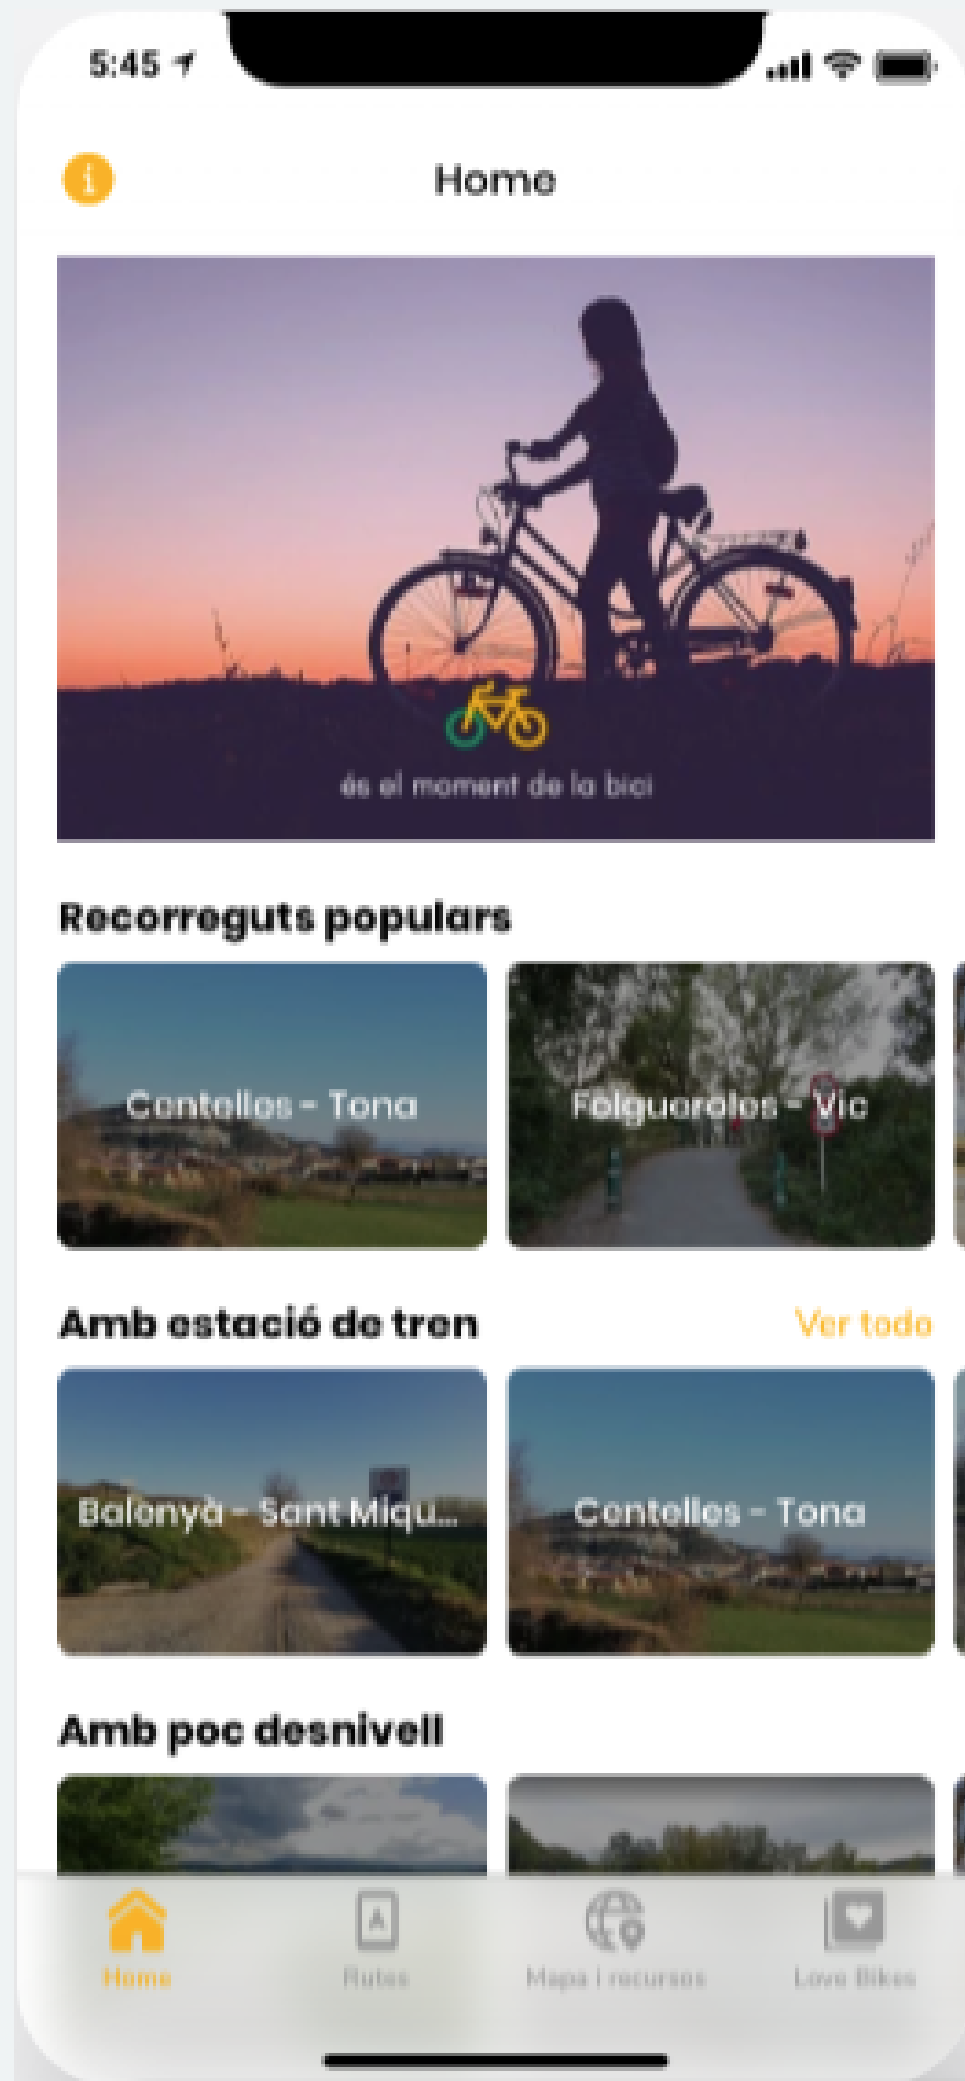 5:45
Home
és el moment de la bici
Recorreguts populars
Centelles - Tona
Folgueroles - Vic
Amb estació de tren
Ver todo
Balenyà - Sant Miqu...
Centelles - Tona
Amb poc desnivell
Home
Rutes
Mapa i recursos
Love Bikes